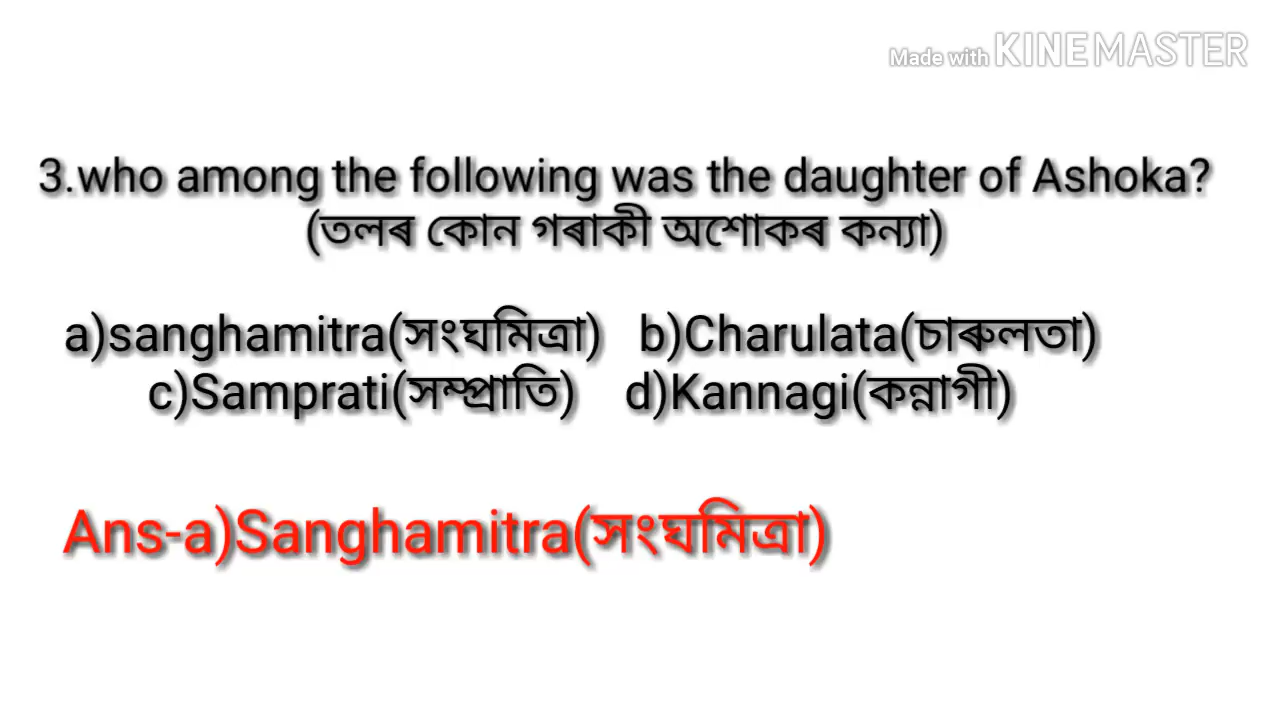 Made with KINEMASTER
3.who among the following was the daughter of Ashoka?
(তলৰ কোন গৰাকী অশোকৰ কন্যা)
a)sanghamitra(সংঘমিত্ৰা) b)Charulata(চাৰুলতা)
c)Samprati(সম্প্ৰাতি) d)Kannagi(কন্নাগী)
Ans-a)Sanghamitra(সংঘমিত্ৰা)